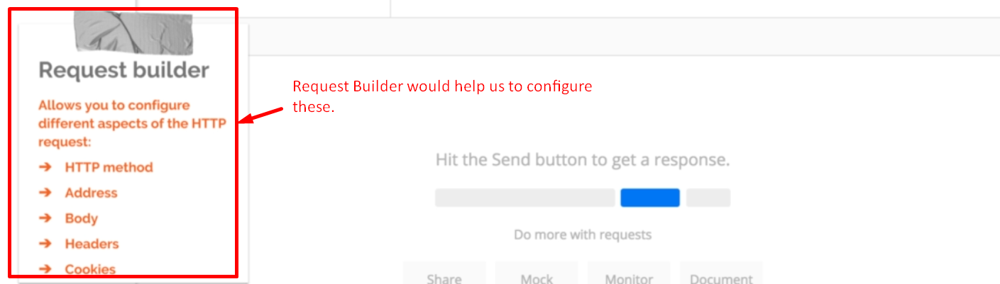 Request builder
Allows you to configure
different aspects of the HTTP
request:
➔ HTTP method
➔ Address
➔ Body
➔ Headers
➔ Cookies
Request Builder would help us to configure
these.
Hit the Send button to get a response.
Do more with requests
Share
Mock
Monitor
Document